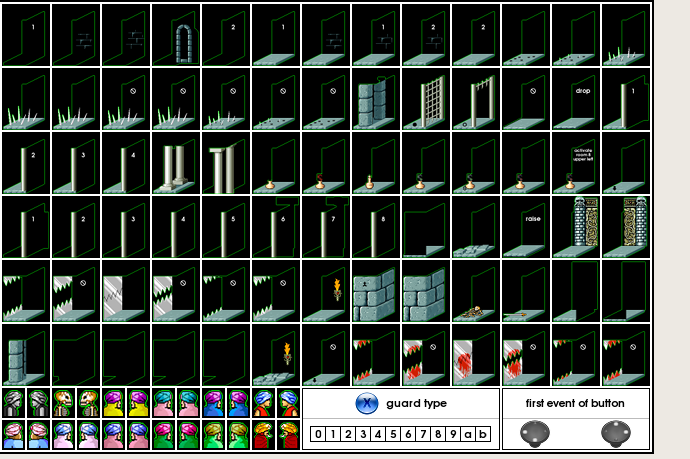 1 2 1 1 2 2
drop 1
2 3 4 activate
room 8
upper left
1 2 3 4 5 6 7 8 raise
X guard type first event of button
0 1 2 3 4 5 6 7 8 9 a b